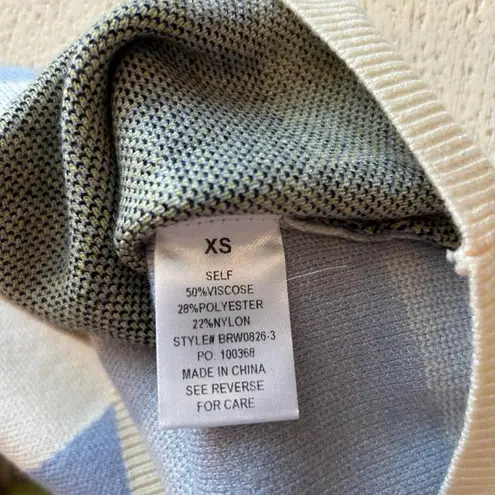 XS
SELF
50%VISCOSE
28%POLYESTER
22%NYLON
STYLE# BRW0826-3
PO. 100368
MADE IN CHINA
SEE REVERSE
FOR CARE